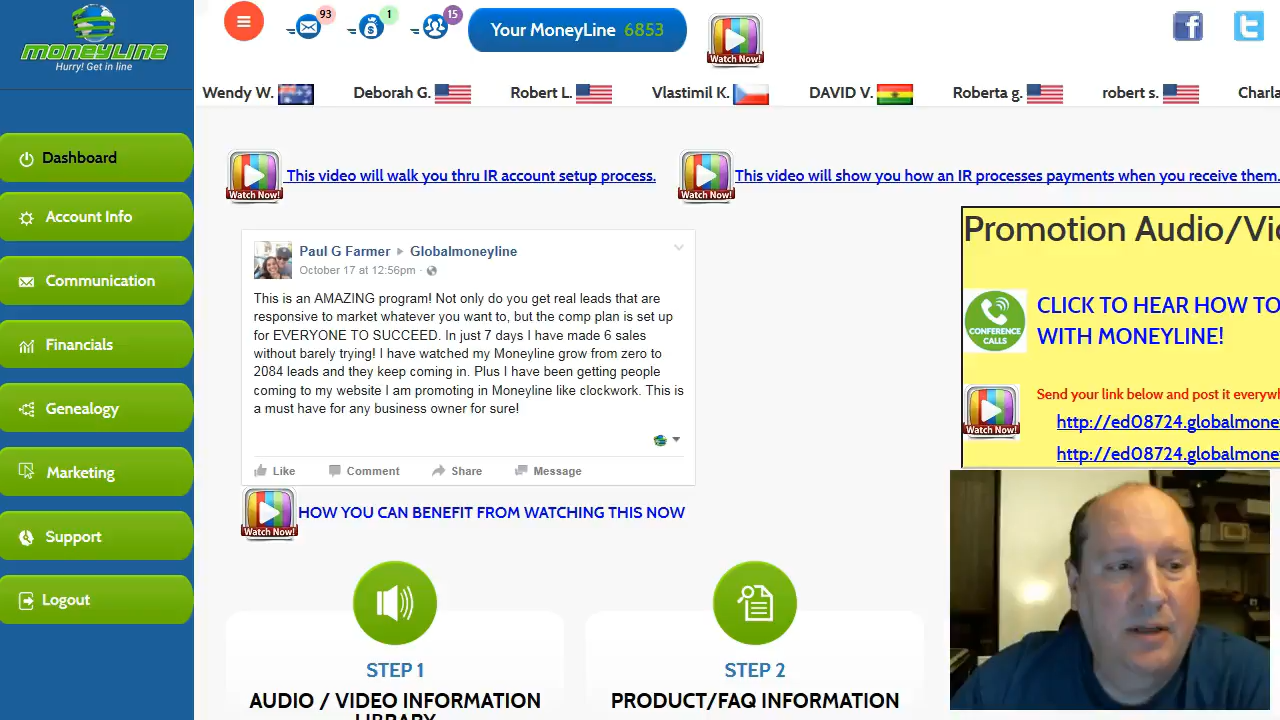 93
1
15
Your MoneyLine 6853
Watch Now!
moneyLine
Hurry! Get in line
Wendy W.
Deborah G.
Robert L.
Vlastimil K.
DAVID V.
Roberta g.
robert s.
Charla
Dashboard
Account Info
Communication
Financials
Genealogy
Marketing
Support
Logout
Watch Now!
This video will walk you thru IR account setup process.
Watch Now!
This video will show you how an IR processes payments when you receive them.
Paul G Farmer ▸ Globalmoneyline
October 17 at 12:56pm ·
This is an AMAZING program! Not only do you get real leads that are
responsive to market whatever you want to, but the comp plan is set up
for EVERYONE TO SUCCEED. In just 7 days I have made 6 sales
without barely trying! I have watched my Moneyline grow from zero to
2084 leads and they keep coming in. Plus I have been getting people
coming to my website I am promoting in Moneyline like clockwork. This is
a must have for any business owner for sure!
Like
Comment
Share
Message
Watch Now!
HOW YOU CAN BENEFIT FROM WATCHING THIS NOW
Promotion Audio/Vi
CONFERENCE
CALLS
CLICK TO HEAR HOW TO
WITH MONEYLINE!
Watch Now!
Send your link below and post it everywh
http://ed08724.globalmone
http://ed08724.globalmone
STEP 1
AUDIO / VIDEO INFORMATION
LIBRARY
STEP 2
PRODUCT/FAQ INFORMATION